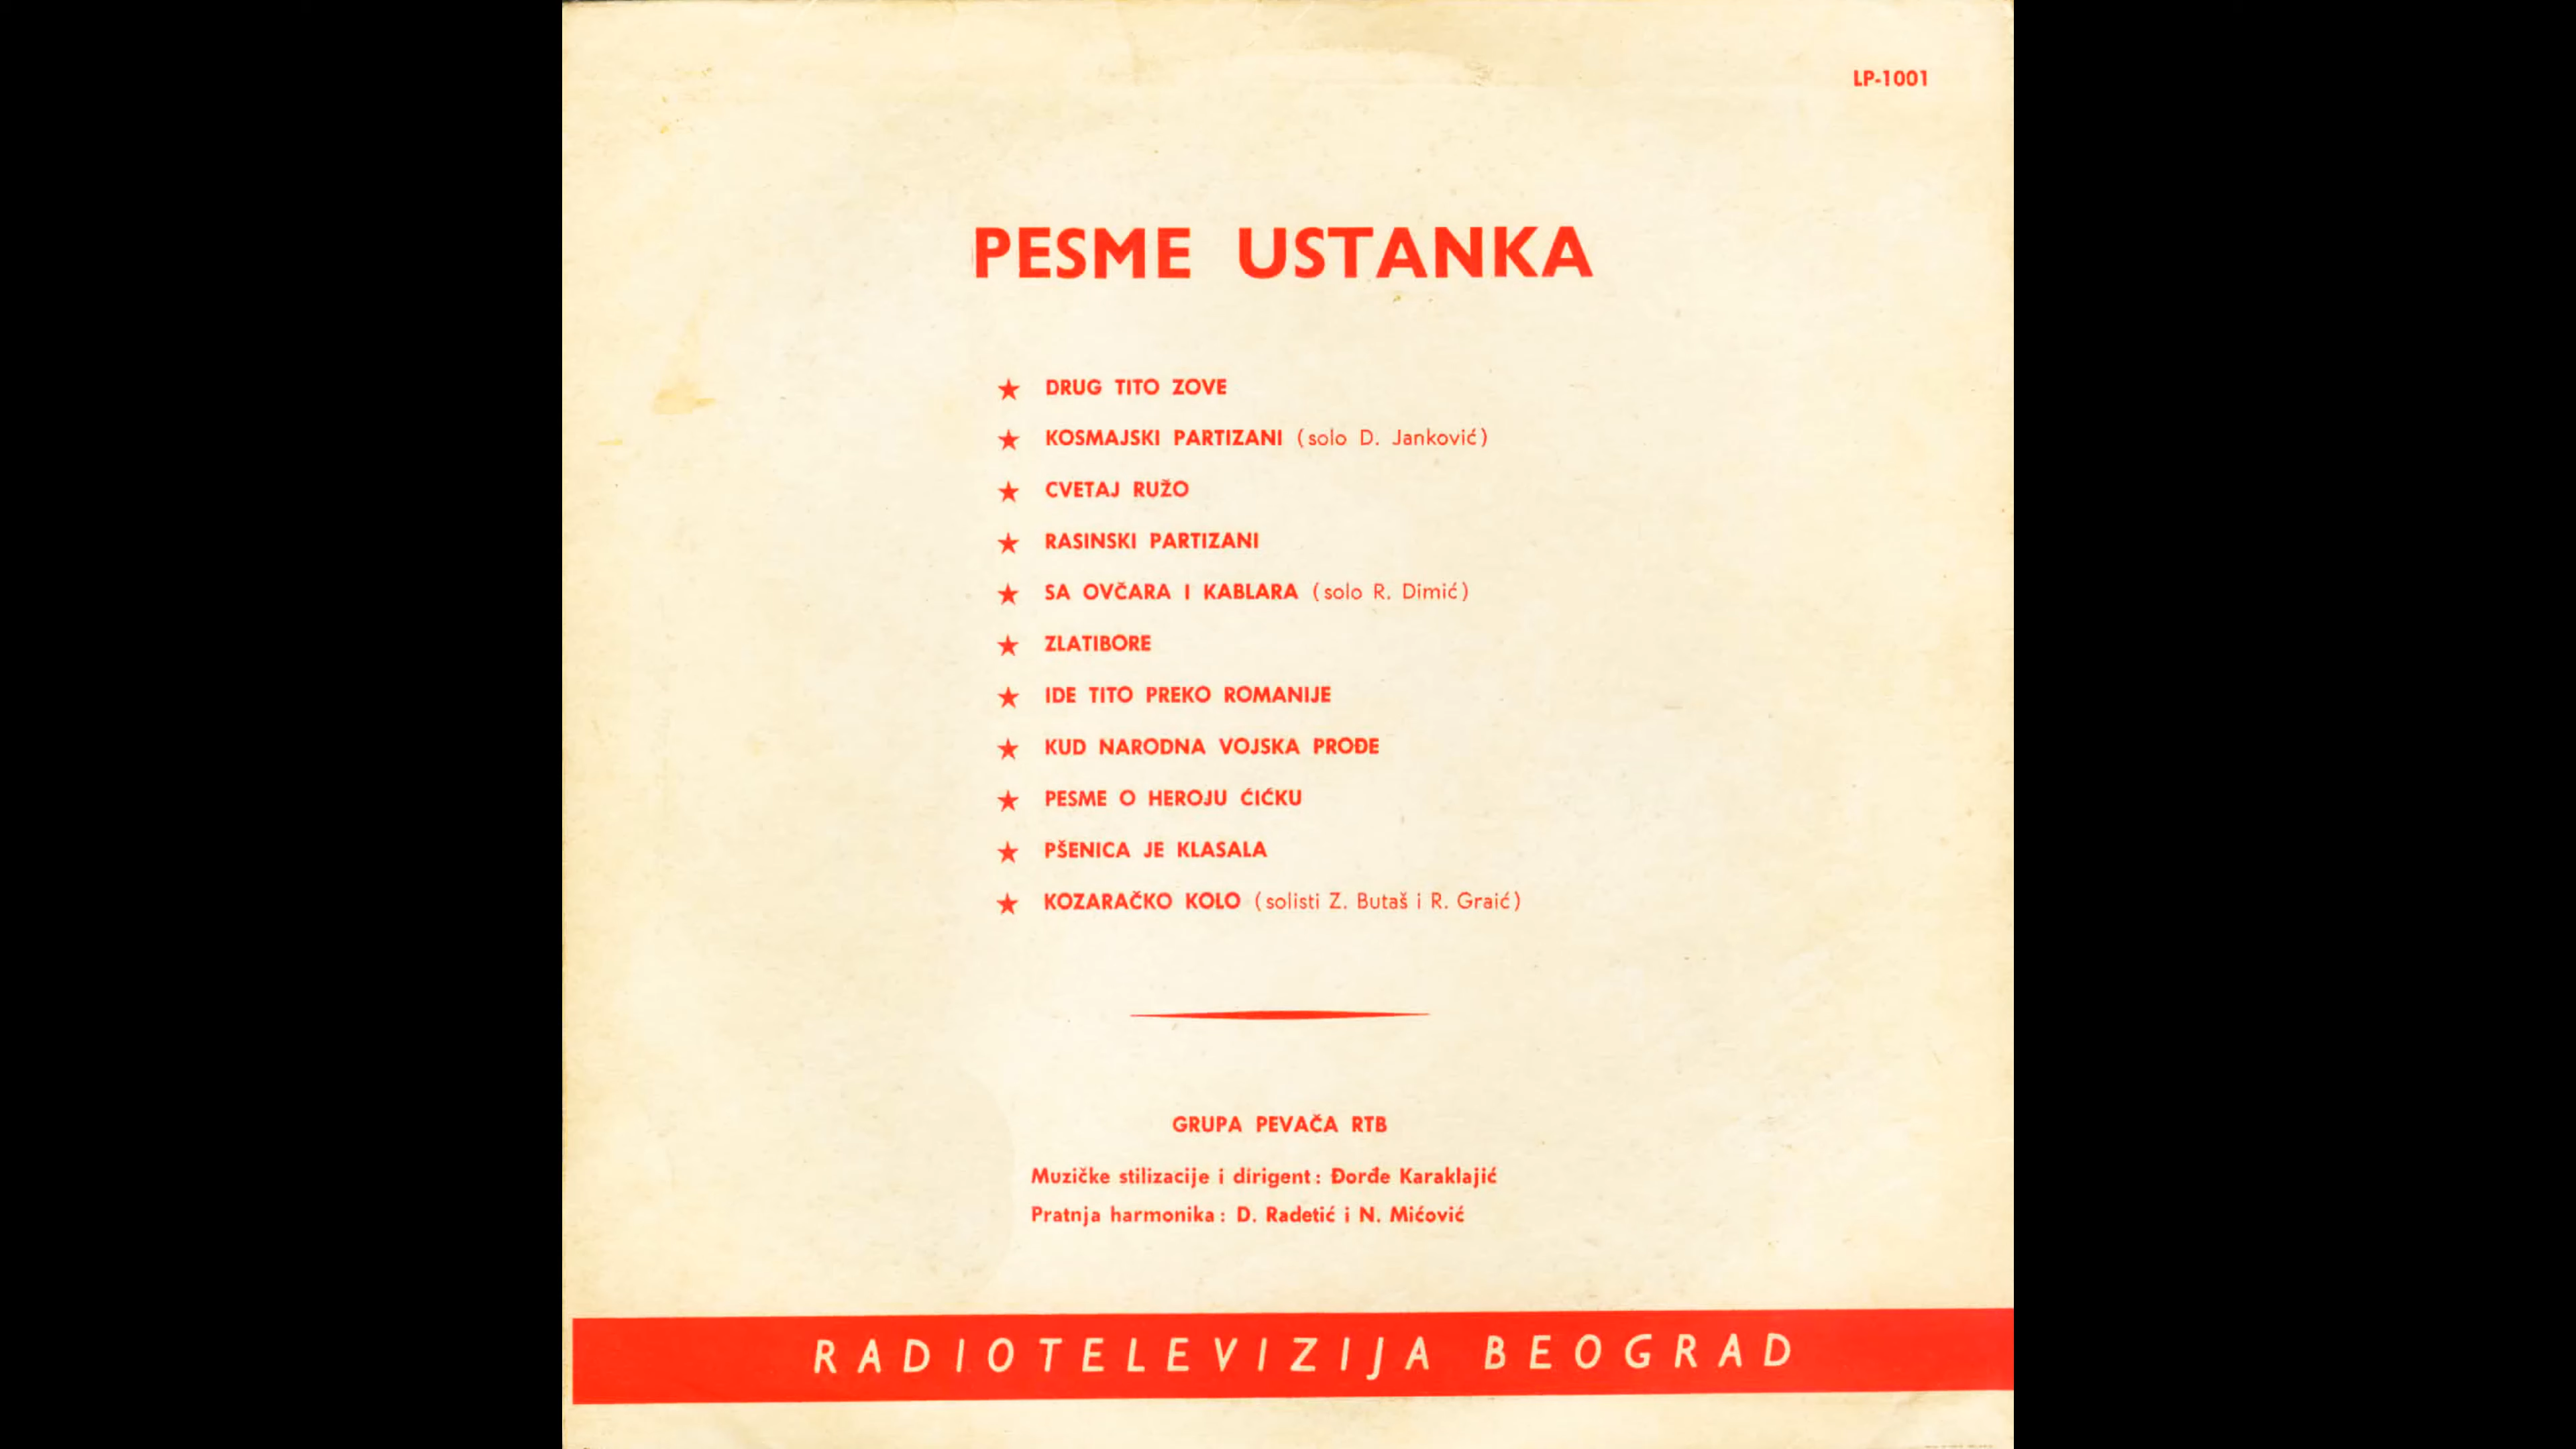 LP-1001
PESME USTANKA
★ DRUG TITO ZOVE
★ KOSMAJSKI PARTIZANI (solo D. Janković)
★ CVETAJ RUŽO
★ RASINSKI PARTIZANI
★ SA OVČARA I KABLARA (solo R. Dimić)
★ ZLATIBORE
★ IDE TITO PREKO ROMANIJE
★ KUD NARODNA VOJSKA PROĐE
★ PESME O HEROJU ĆIĆKU
★ PŠENICA JE KLASALA
★ KOZARAČKO KOLO (solisti Z. Butaš i R. Graić)
GRUPA PEVAČA RTB
Muzičke stilizacije i dirigent: Đorđe Karaklajić
Pratnja harmonika: D. Radetić i N. Mićović
RADIOTELEVIZIJA BEOGRAD